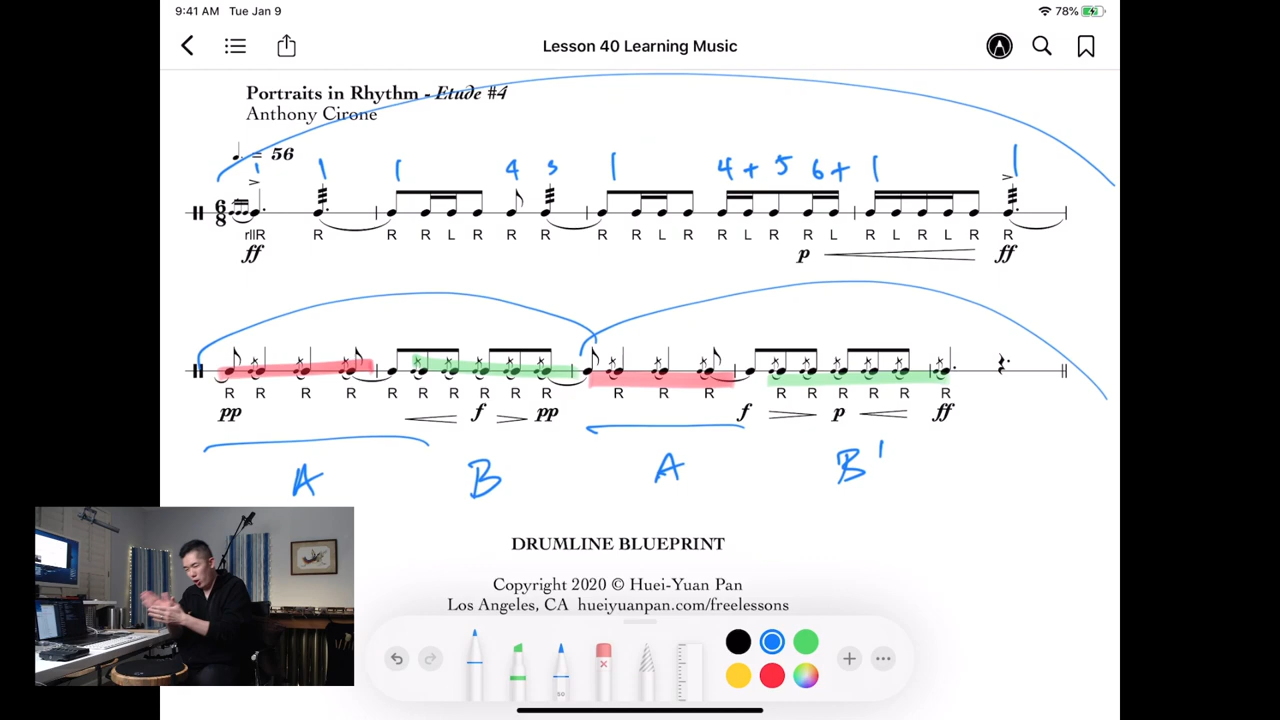 9:41 AM Tue Jan 9
78%
Lesson 40 Learning Music
Portraits in Rhythm - Etude #4
Anthony Cirone
= 56
1 1 1 4 3 1 4 + 5 6 + 1 1
6
8
rllR R R R L R R R R R L R R L R R L R L R L R R
ff p ff
R R R R R R R R R R R R R R R R R R R
pp f pp f p ff
A B A B'
DRUMLINE BLUEPRINT
Copyright 2020 © Huei-Yuan Pan
Los Angeles, CA hueiyuanpan.com/freelessons
50